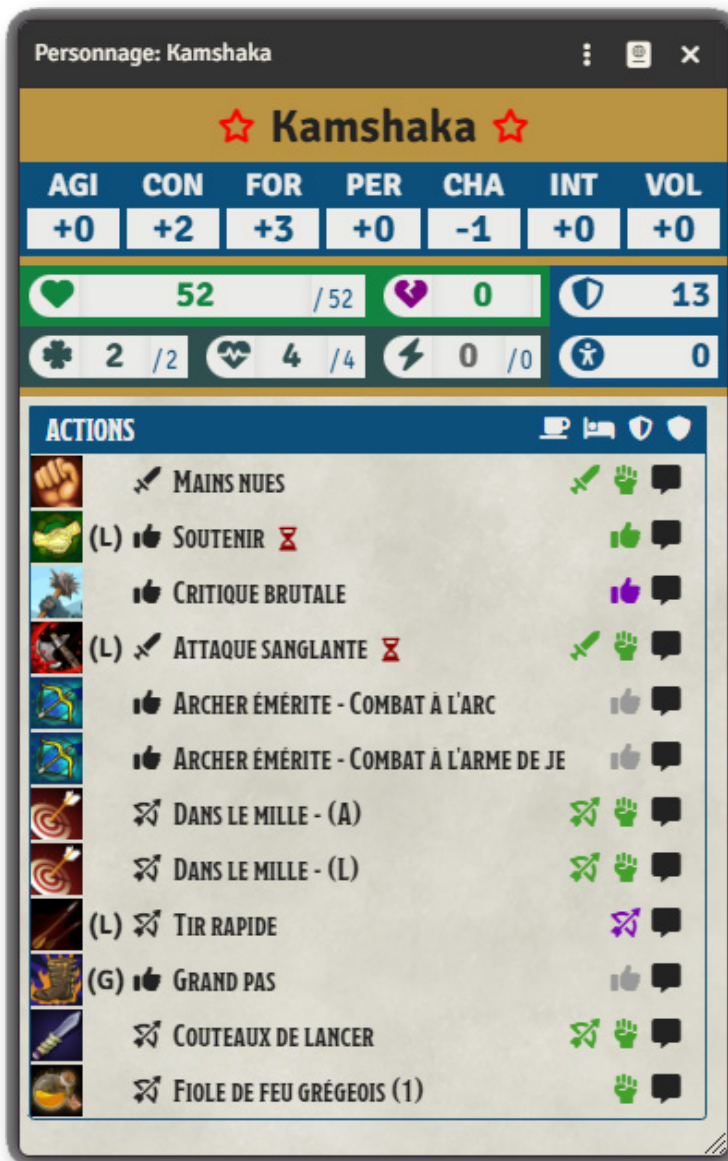 Personnage: Kamshaka
Kamshaka
AGI CON FOR PER CHA INT VOL
+0 +2 +3 +0 -1 +0 +0
52 /52 0 13
2 /2 4 /4 0 /0 0
ACTIONS
MAINS NUES
(L) SOUTENIR
CRITIQUE BRUTALE
(L) ATTAQUE SANGLANTE
ARCHER ÉMÉRITE - COMBAT À L'ARC
ARCHER ÉMÉRITE - COMBAT À L'ARME DE JE
DANS LE MILLE - (A)
DANS LE MILLE - (L)
(L) TIR RAPIDE
(G) GRAND PAS
COUTEAUX DE LANCER
FIOLE DE FEU GRÉGEOIS (1)